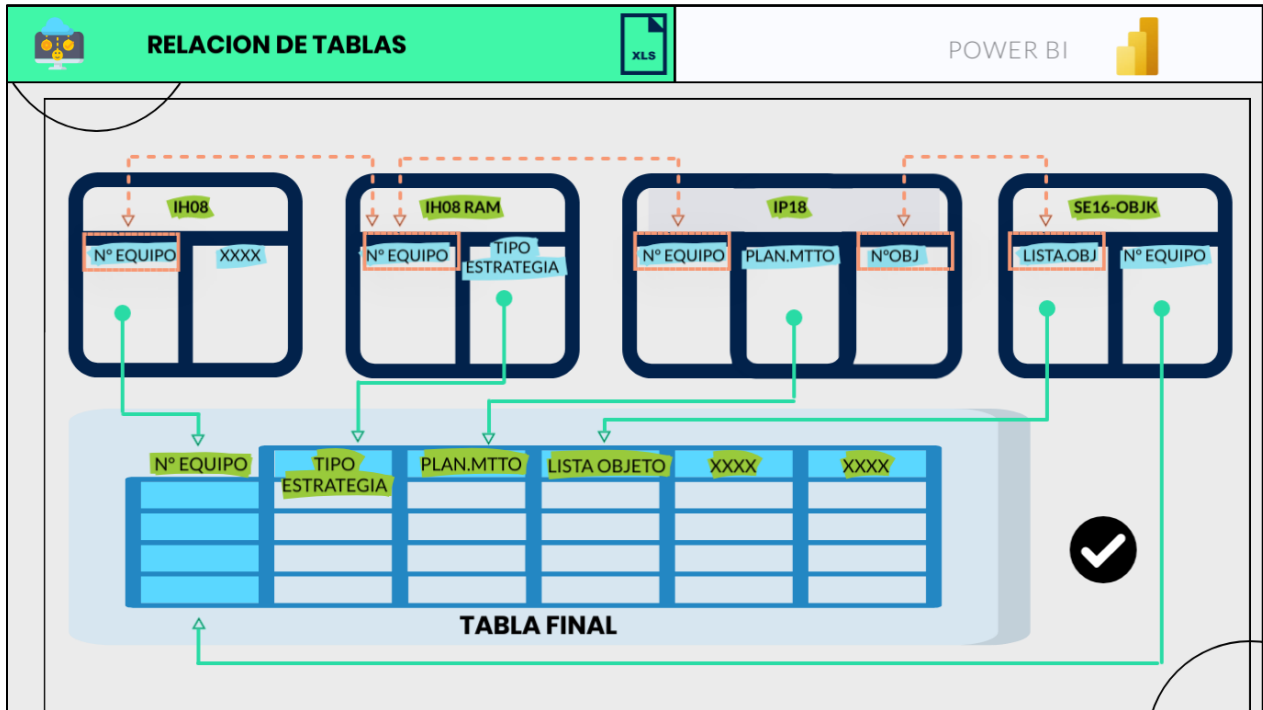 RELACION DE TABLAS
XLS
POWER BI
IH08
IH08 RAM
IP18
SE16-OBJK
Nº EQUIPO
XXXX
Nº EQUIPO
TIPO
ESTRATEGIA
Nº EQUIPO
PLAN.MTTO
NºOBJ
LISTA.OBJ
Nº EQUIPO
Nº EQUIPO
TIPO
ESTRATEGIA
PLAN.MTTO
LISTA OBJETO
XXXX
XXXX
TABLA FINAL